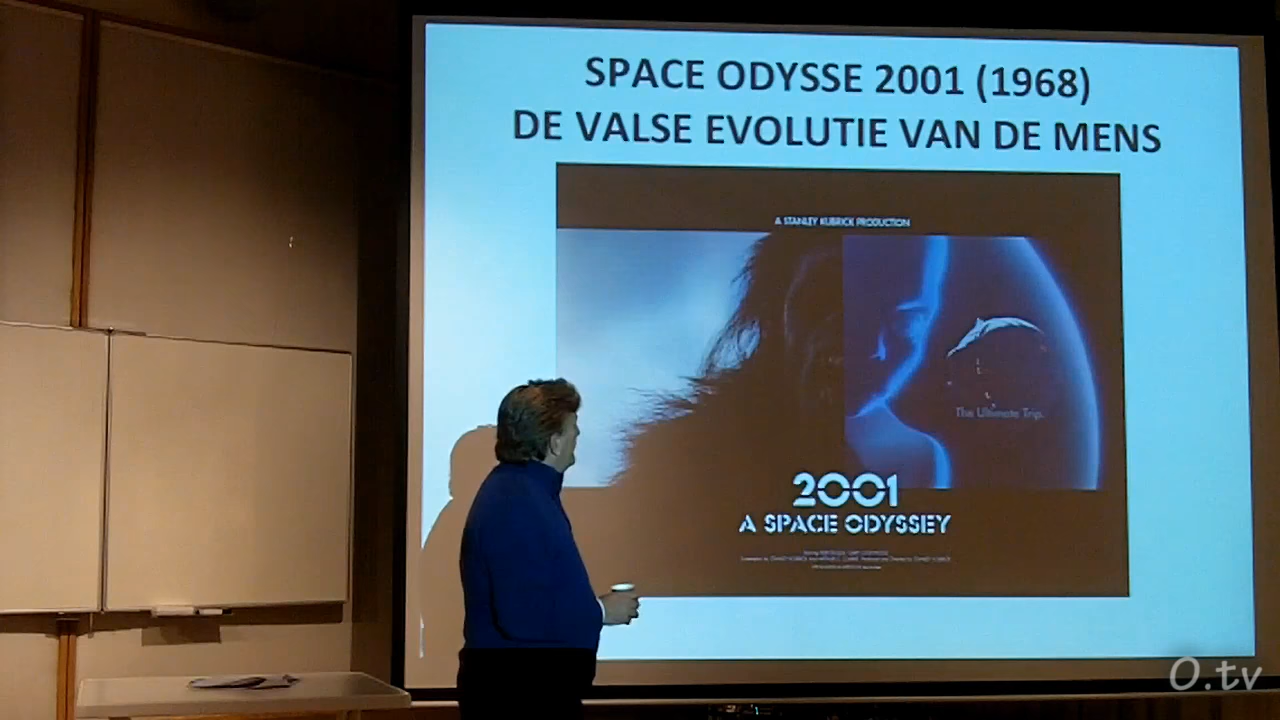 SPACE ODYSSE 2001 (1968)
DE VALSE EVOLUTIE VAN DE MENS
A STANLEY KUBRICK PRODUCTION
The Ultimate Trip.
2001
A SPACE ODYSSEY
O.tv